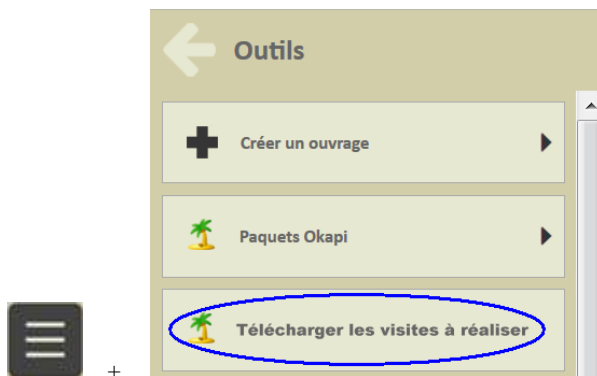 Outils
Créer un ouvrage
Paquets Okapi
Télécharger les visites à réaliser
+